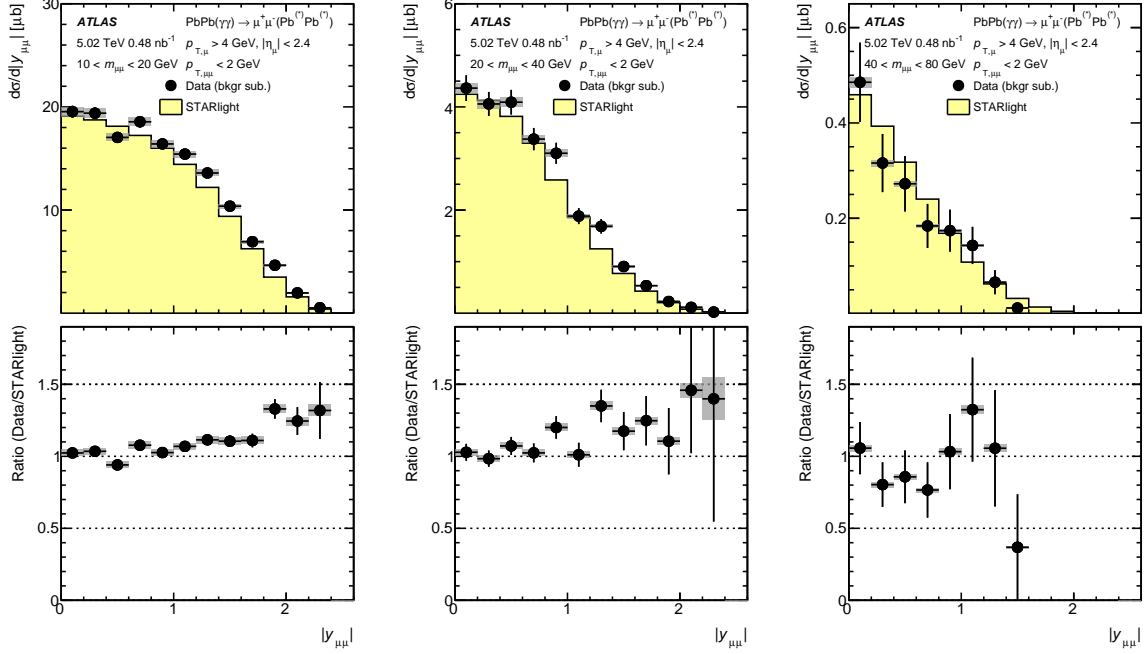 dσ/d|y_μμ| [μb]
30
20
10
ATLAS PbPb(γγ) → μ⁺μ⁻(Pb⁽*⁾Pb⁽*⁾)
5.02 TeV 0.48 nb⁻¹ p_T,μ > 4 GeV, |η_μ| < 2.4
10 < m_μμ < 20 GeV p_T,μμ < 2 GeV
Data (bkgr sub.)
STARlight
Ratio (Data/STARlight)
1.5
1
0.5
0
0 1 2
|y_μμ|
dσ/d|y_μμ| [μb]
6
4
2
ATLAS PbPb(γγ) → μ⁺μ⁻(Pb⁽*⁾Pb⁽*⁾)
5.02 TeV 0.48 nb⁻¹ p_T,μ > 4 GeV, |η_μ| < 2.4
20 < m_μμ < 40 GeV p_T,μμ < 2 GeV
Data (bkgr sub.)
STARlight
Ratio (Data/STARlight)
1.5
1
0.5
0
0 1 2
|y_μμ|
dσ/d|y_μμ| [μb]
0.6
0.4
0.2
ATLAS PbPb(γγ) → μ⁺μ⁻(Pb⁽*⁾Pb⁽*⁾)
5.02 TeV 0.48 nb⁻¹ p_T,μ > 4 GeV, |η_μ| < 2.4
40 < m_μμ < 80 GeV p_T,μμ < 2 GeV
Data (bkgr sub.)
STARlight
Ratio (Data/STARlight)
1.5
1
0.5
0
0 1 2
|y_μμ|